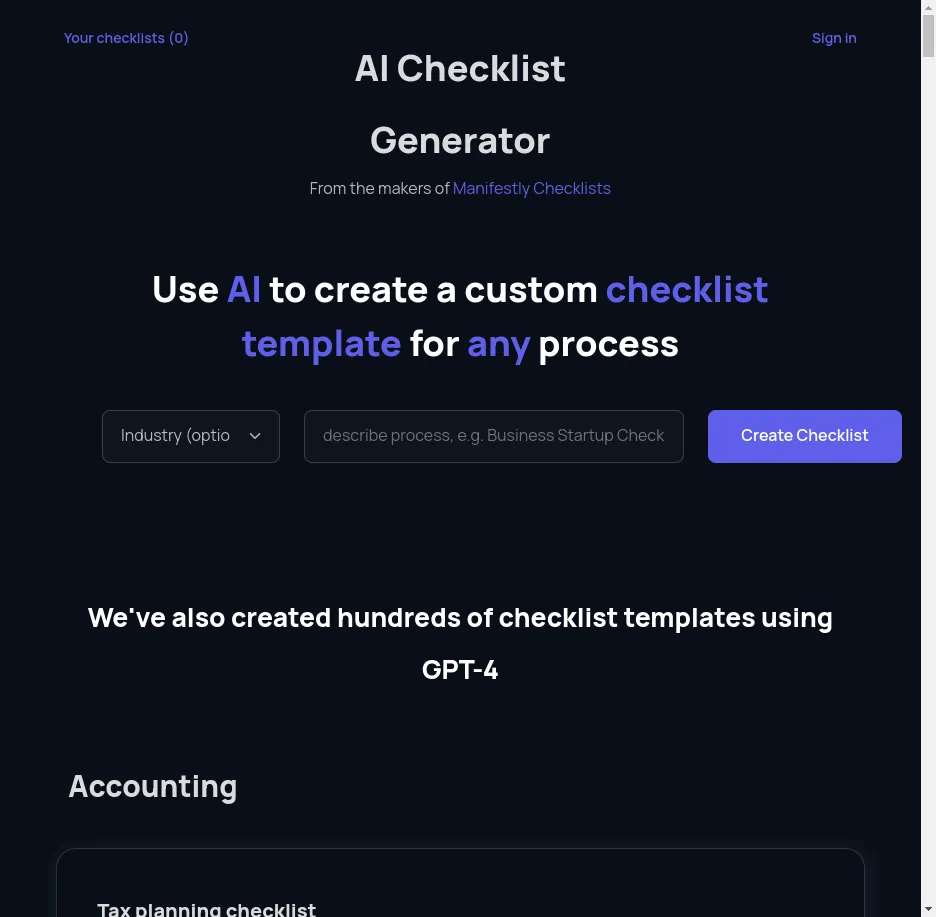 Your checklists (0)
Sign in
AI Checklist
Generator
From the makers of Manifestly Checklists
Use AI to create a custom checklist
template for any process
Industry (optio
describe process, e.g. Business Startup Check
Create Checklist
We've also created hundreds of checklist templates using
GPT-4
Accounting
Tax planning checklist